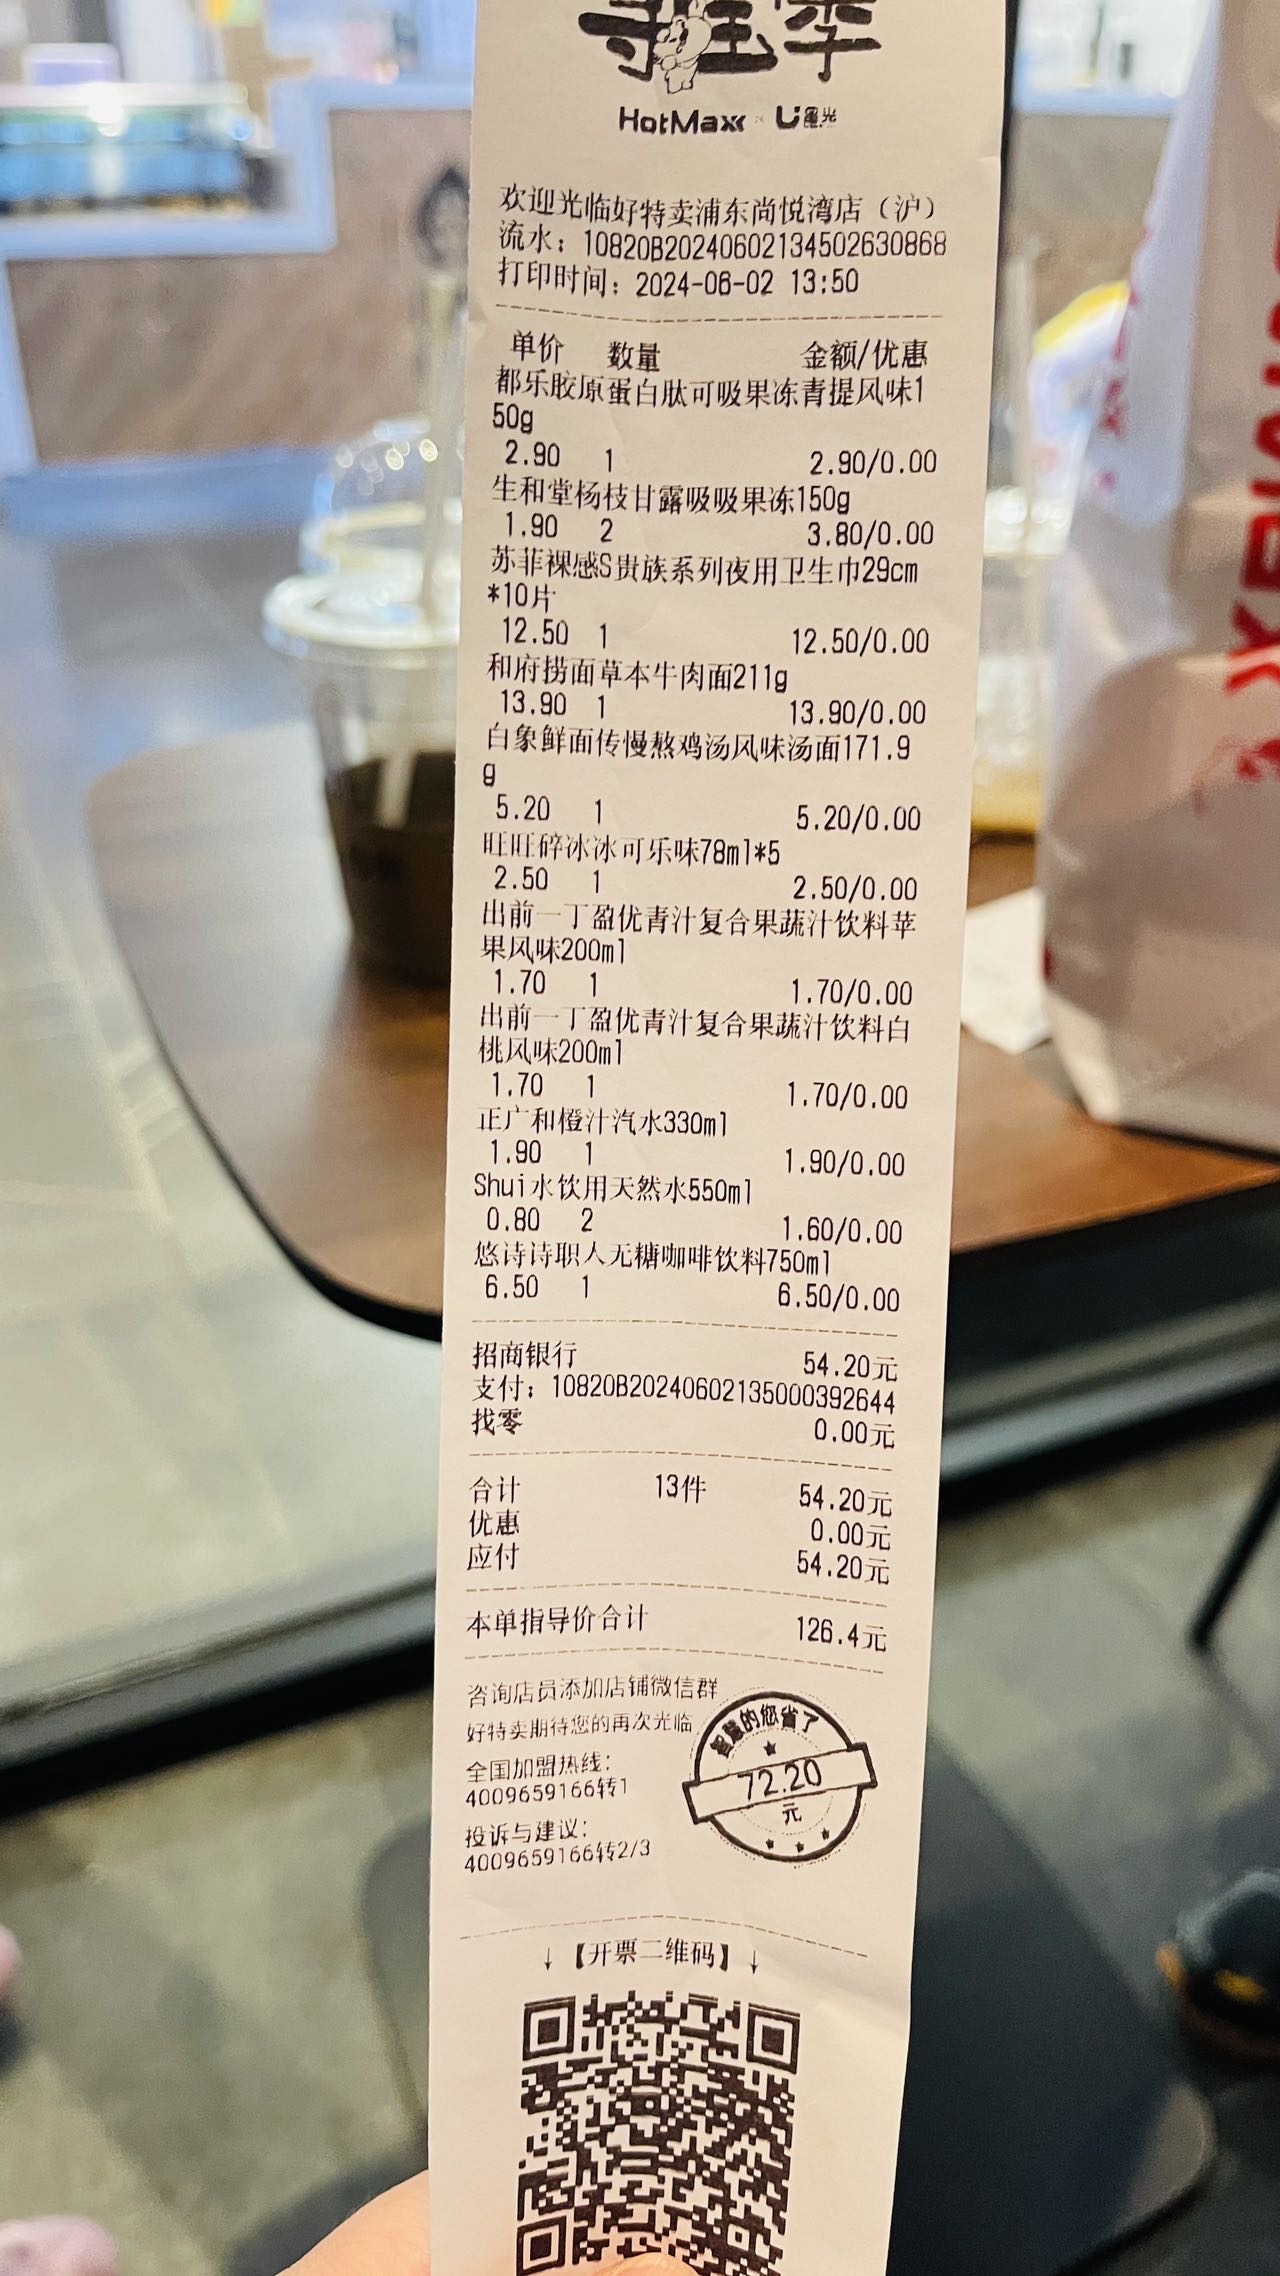 寻宝季
HotMaxx × U星光
欢迎光临好特卖浦东尚悦湾店（沪）
流水：10820B20240602134502630868
打印时间：2024-06-02 13:50
单价 数量 金额/优惠
都乐胶原蛋白肽可吸果冻青提风味1
50g
2.90 1 2.90/0.00
生和堂杨枝甘露吸吸果冻150g
1.90 2 3.80/0.00
苏菲裸感S贵族系列夜用卫生巾29cm
*10片
12.50 1 12.50/0.00
和府捞面草本牛肉面211g
13.90 1 13.90/0.00
白象鲜面传慢熬鸡汤风味汤面171.9
g
5.20 1 5.20/0.00
旺旺碎冰冰可乐味78ml*5
2.50 1 2.50/0.00
出前一丁盈优青汁复合果蔬汁饮料苹
果风味200ml
1.70 1 1.70/0.00
出前一丁盈优青汁复合果蔬汁饮料白
桃风味200ml
1.70 1 1.70/0.00
正广和橙汁汽水330ml
1.90 1 1.90/0.00
Shui水饮用天然水550ml
0.80 2 1.60/0.00
悠诗诗职人无糖咖啡饮料750ml
6.50 1 6.50/0.00
招商银行 54.20元
支付：10820B20240602135000392644
找零 0.00元
合计 13件 54.20元
优惠 0.00元
应付 54.20元
本单指导价合计 126.4元
咨询店员添加店铺微信群
好特卖期待您的再次光临
全国加盟热线：
4009659166转1
投诉与建议：
4009659166转2/3
智慧的您省了
72.20
元
↓【开票二维码】↓